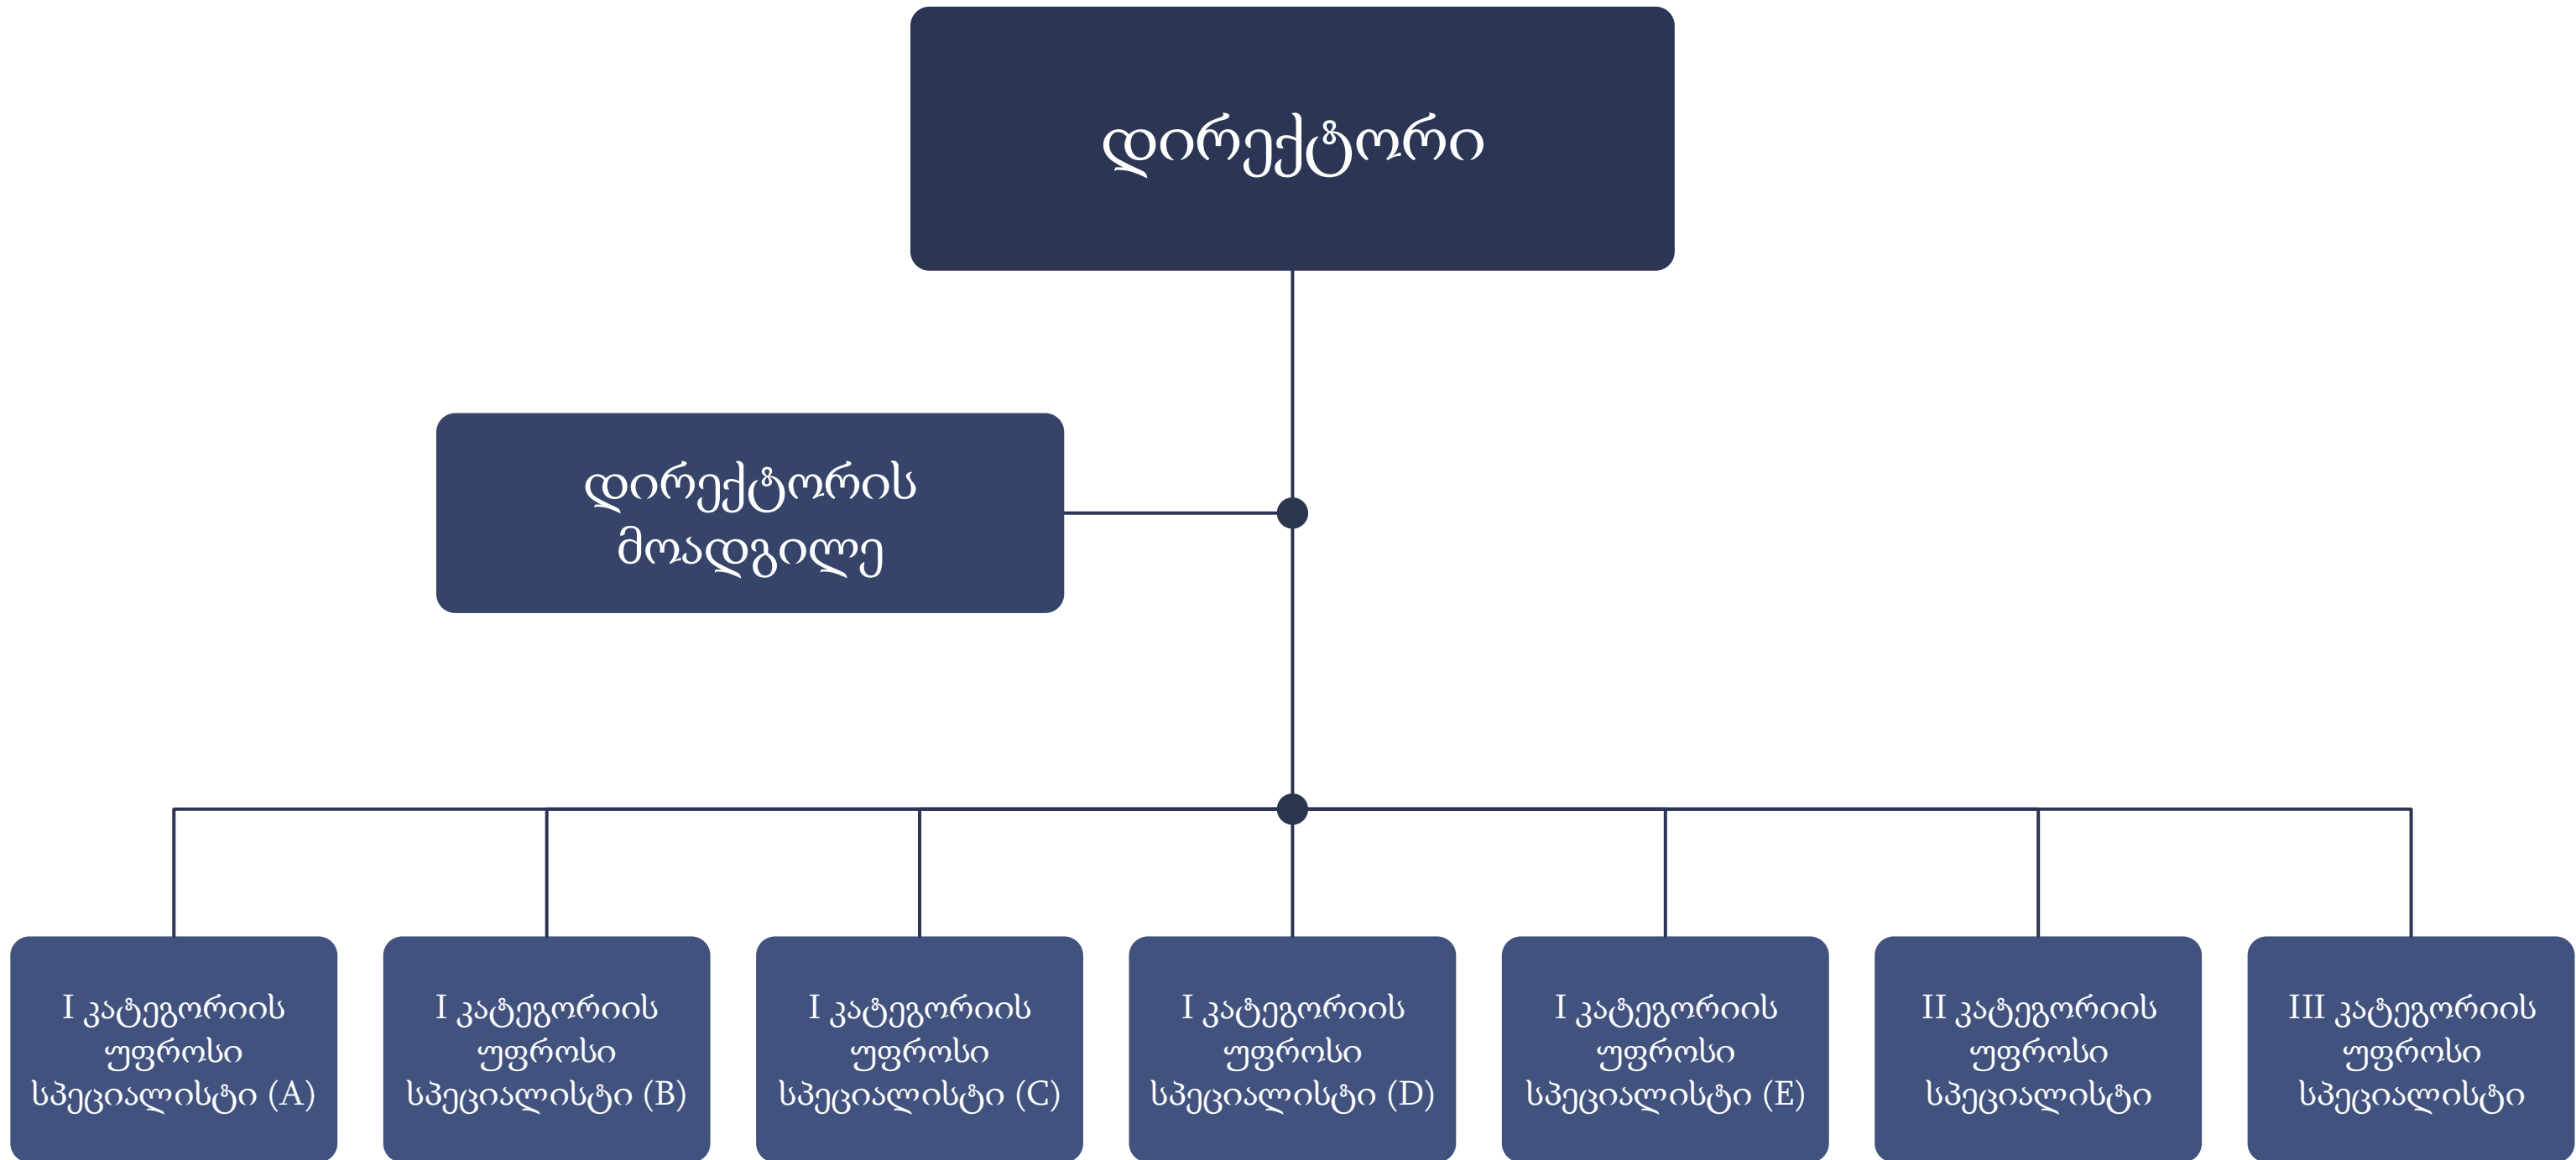 დირექტორი
დირექტორის
მოადგილე
I კატეგორიის
უფროსი
სპეციალისტი (A)
I კატეგორიის
უფროსი
სპეციალისტი (B)
I კატეგორიის
უფროსი
სპეციალისტი (C)
I კატეგორიის
უფროსი
სპეციალისტი (D)
I კატეგორიის
უფროსი
სპეციალისტი (E)
II კატეგორიის
უფროსი
სპეციალისტი
III კატეგორიის
უფროსი
სპეციალისტი